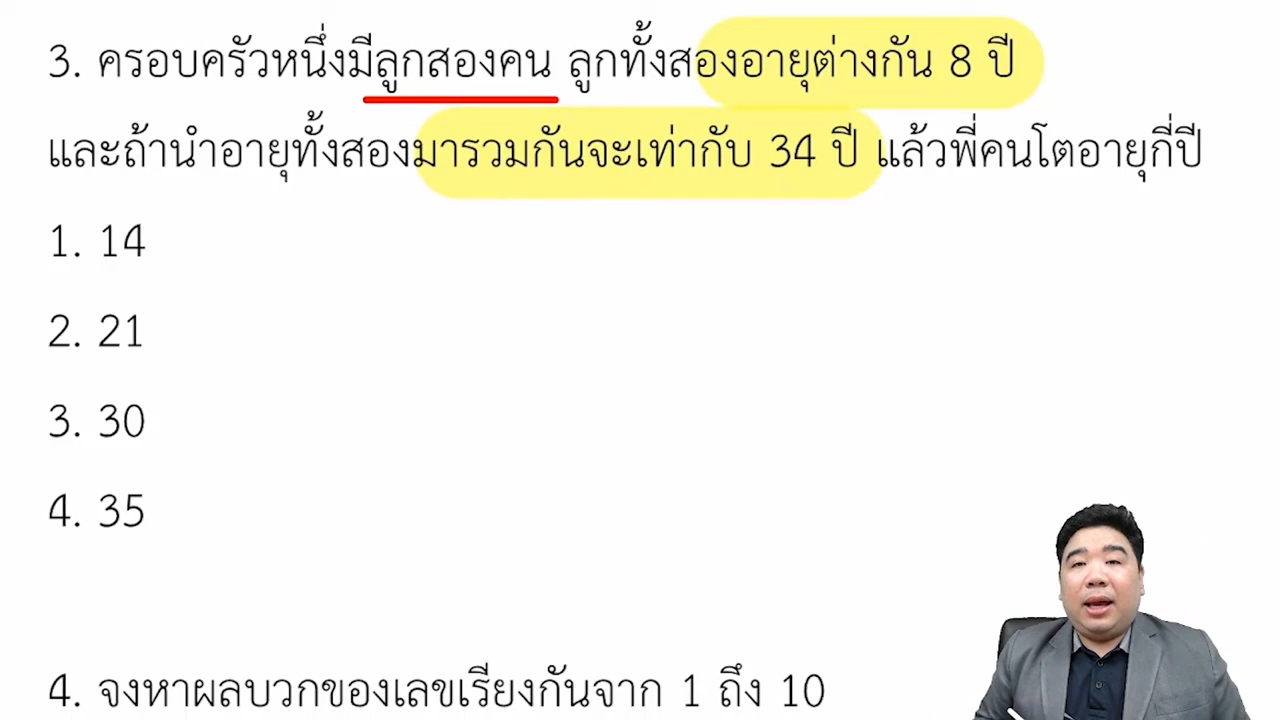 3. ครอบครัวหนึ่งมีลูกสองคน ลูกทั้งสองอายุต่างกัน 8 ปี
และถ้านำอายุทั้งสองมารวมกันจะเท่ากับ 34 ปี แล้วพี่คนโตอายุกี่ปี
1. 14
2. 21
3. 30
4. 35
4. จงหาผลบวกของเลขเรียงกันจาก 1 ถึง 10